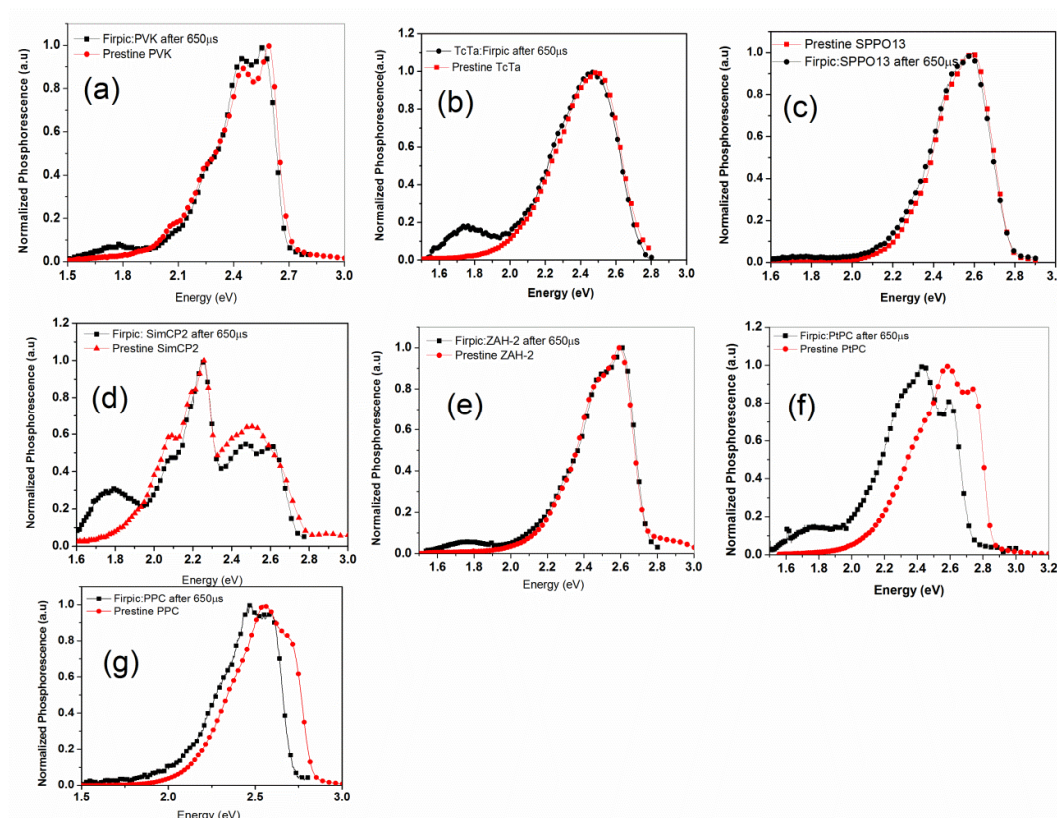 Firpic:PVK after 650μs
Prestine PVK
(a)
Normalized Phosphorescence (a.u)
1.0
0.8
0.6
0.4
0.2
0.0
1.5 1.8 2.1 2.4 2.7 3.0
Energy (eV)
TcTa:Firpic after 650μs
Prestine TcTa
(b)
Normalized Phosphorescence (a.u)
1.2
1.0
0.8
0.6
0.4
0.2
0.0
1.6 1.8 2.0 2.2 2.4 2.6 2.8 3.0
Energy (eV)
Prestine SPPO13
Firpic:SPPO13 after 650μs
(c)
Normalized Phosphorescence (a.u)
1.0
0.8
0.6
0.4
0.2
0.0
1.6 1.8 2.0 2.2 2.4 2.6 2.8 3.0
Energy (eV)
Firpic: SimCP2 after 650μs
Prestine SimCP2
(d)
Normalized Phosphorescence (a.u)
1.2
1.0
0.8
0.6
0.4
0.2
0.0
1.6 1.8 2.0 2.2 2.4 2.6 2.8 3.0
Energy (eV)
Firpic:ZAH-2 after 650μs
Prestine ZAH-2
(e)
Normalized Phosphorescence (a.u)
1.0
0.8
0.6
0.4
0.2
0.0
1.6 1.8 2.0 2.2 2.4 2.6 2.8 3.0
Energy (eV)
Firpic:PtPC after 650μs
Prestine PtPC
(f)
Normalized Phosphorescence (a.u)
1.2
1.0
0.8
0.6
0.4
0.2
0.0
1.6 1.8 2.0 2.2 2.4 2.6 2.8 3.0 3.2
Energy (eV)
Firpic:PPC after 650μs
Prestine PPC
(g)
Normalized Phosphorescence (a.u)
1.0
0.8
0.6
0.4
0.2
0.0
1.5 2.0 2.5 3.0
Energy (eV)